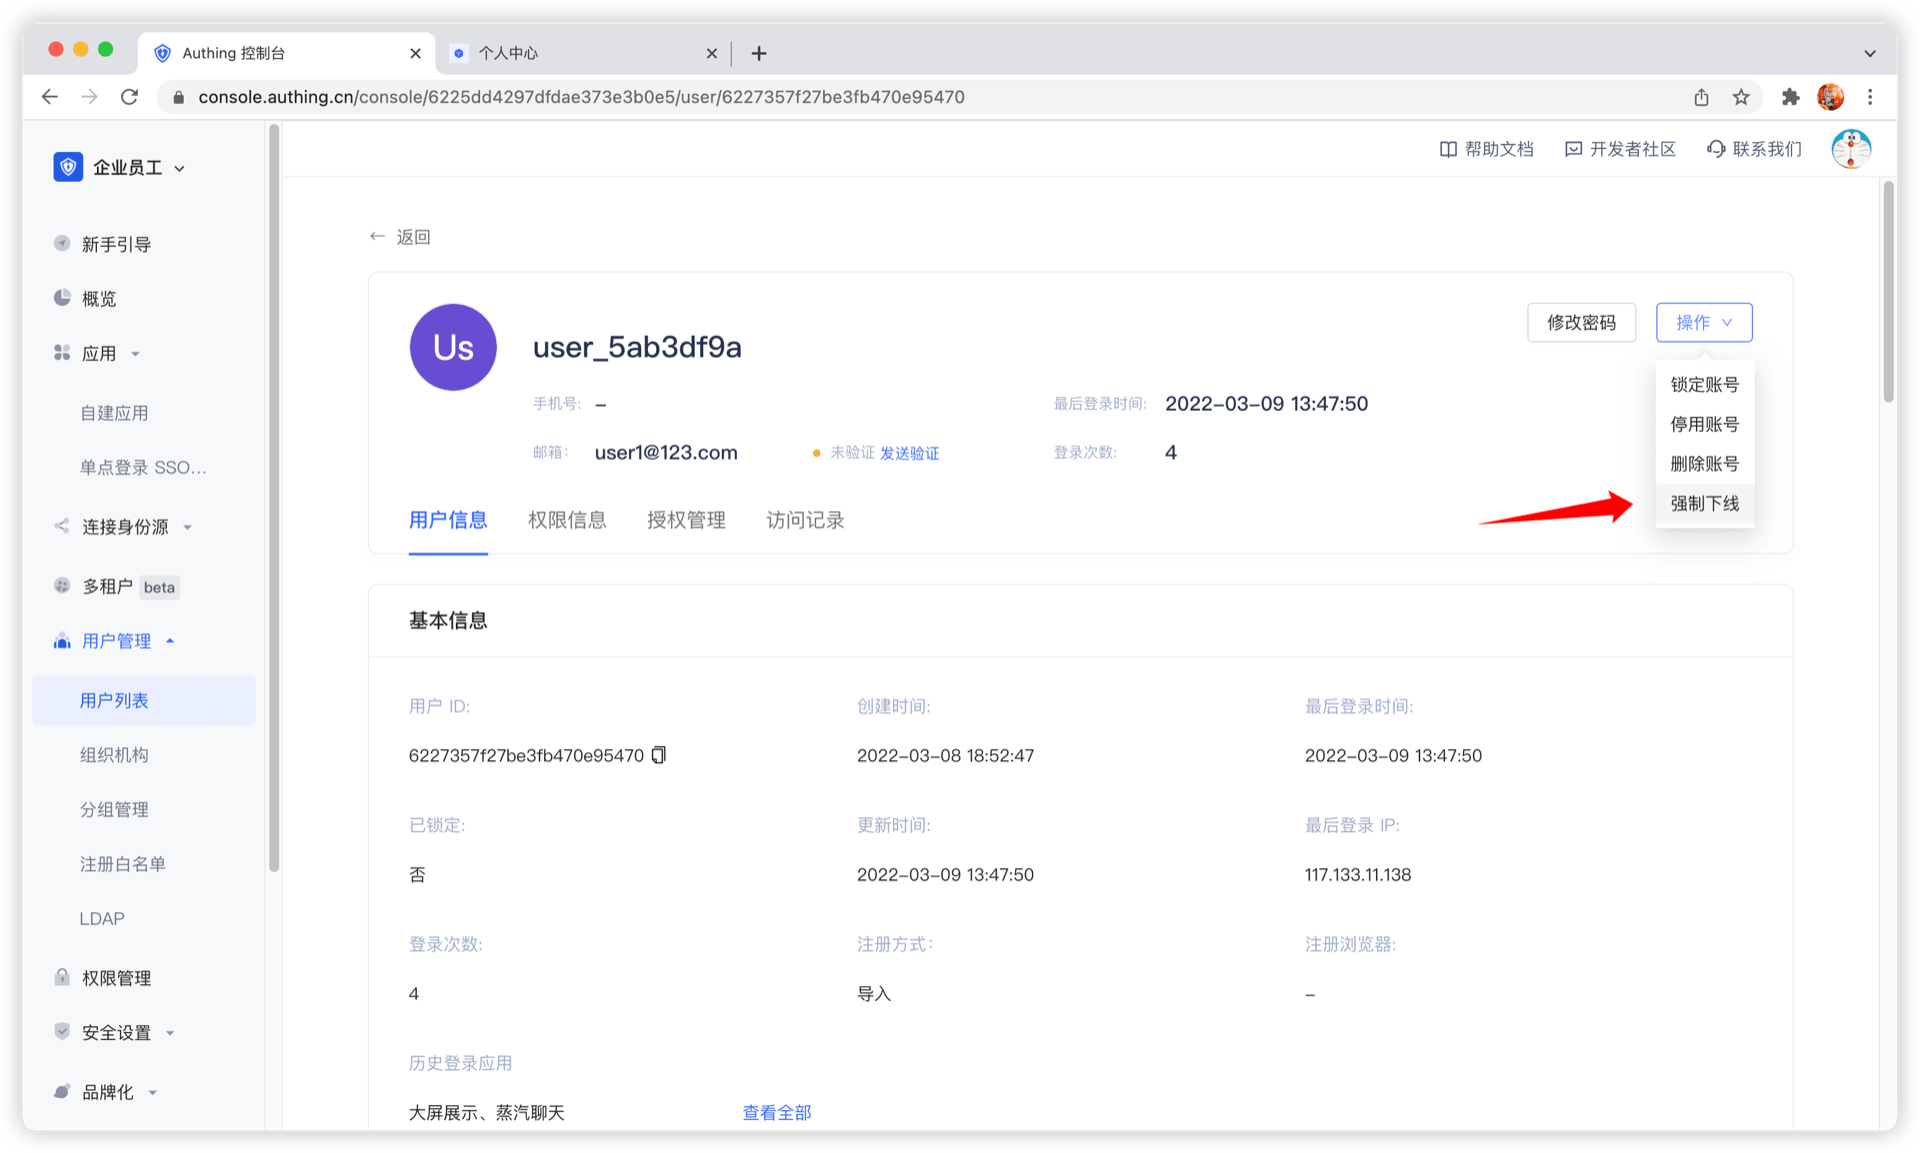 Authing 控制台
个人中心
console.authing.cn/console/6225dd4297dfdae373e3b0e5/user/6227357f27be3fb470e95470
企业员工
帮助文档
开发者社区
联系我们
新手引导
概览
应用
自建应用
单点登录 SSO...
连接身份源
多租户 beta
用户管理
用户列表
组织机构
分组管理
注册白名单
LDAP
权限管理
安全设置
品牌化
← 返回
Us
user_5ab3df9a
修改密码
操作
锁定账号
停用账号
删除账号
强制下线
手机号: –
最后登录时间: 2022-03-09 13:47:50
邮箱: user1@123.com
未验证 发送验证
登录次数: 4
用户信息
权限信息
授权管理
访问记录
基本信息
用户 ID:
创建时间:
最后登录时间:
6227357f27be3fb470e95470
2022-03-08 18:52:47
2022-03-09 13:47:50
已锁定:
更新时间:
最后登录 IP:
否
2022-03-09 13:47:50
117.133.11.138
登录次数:
注册方式:
注册浏览器:
4
导入
–
历史登录应用
大屏展示、蒸汽聊天
查看全部